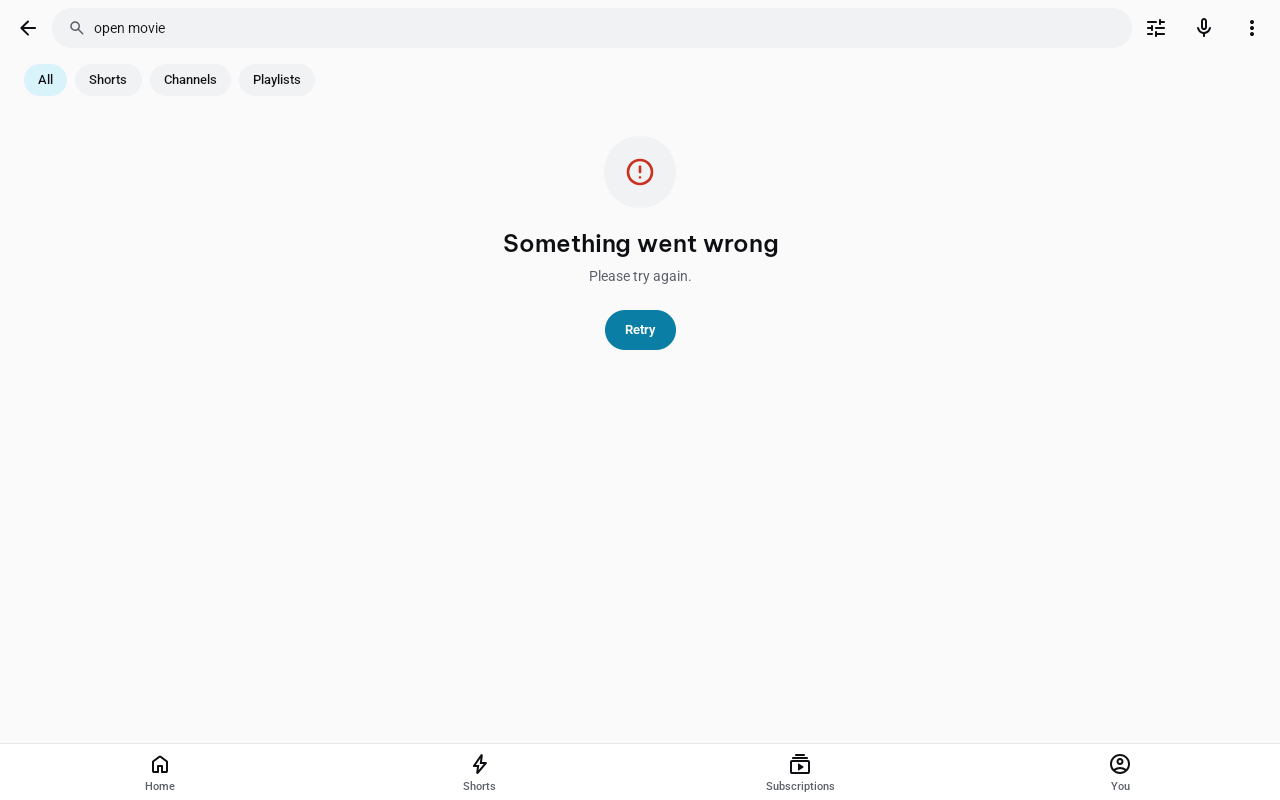 open movie
All
Shorts
Channels
Playlists
Something went wrong
Please try again.
Retry
Home
Shorts
Subscriptions
You